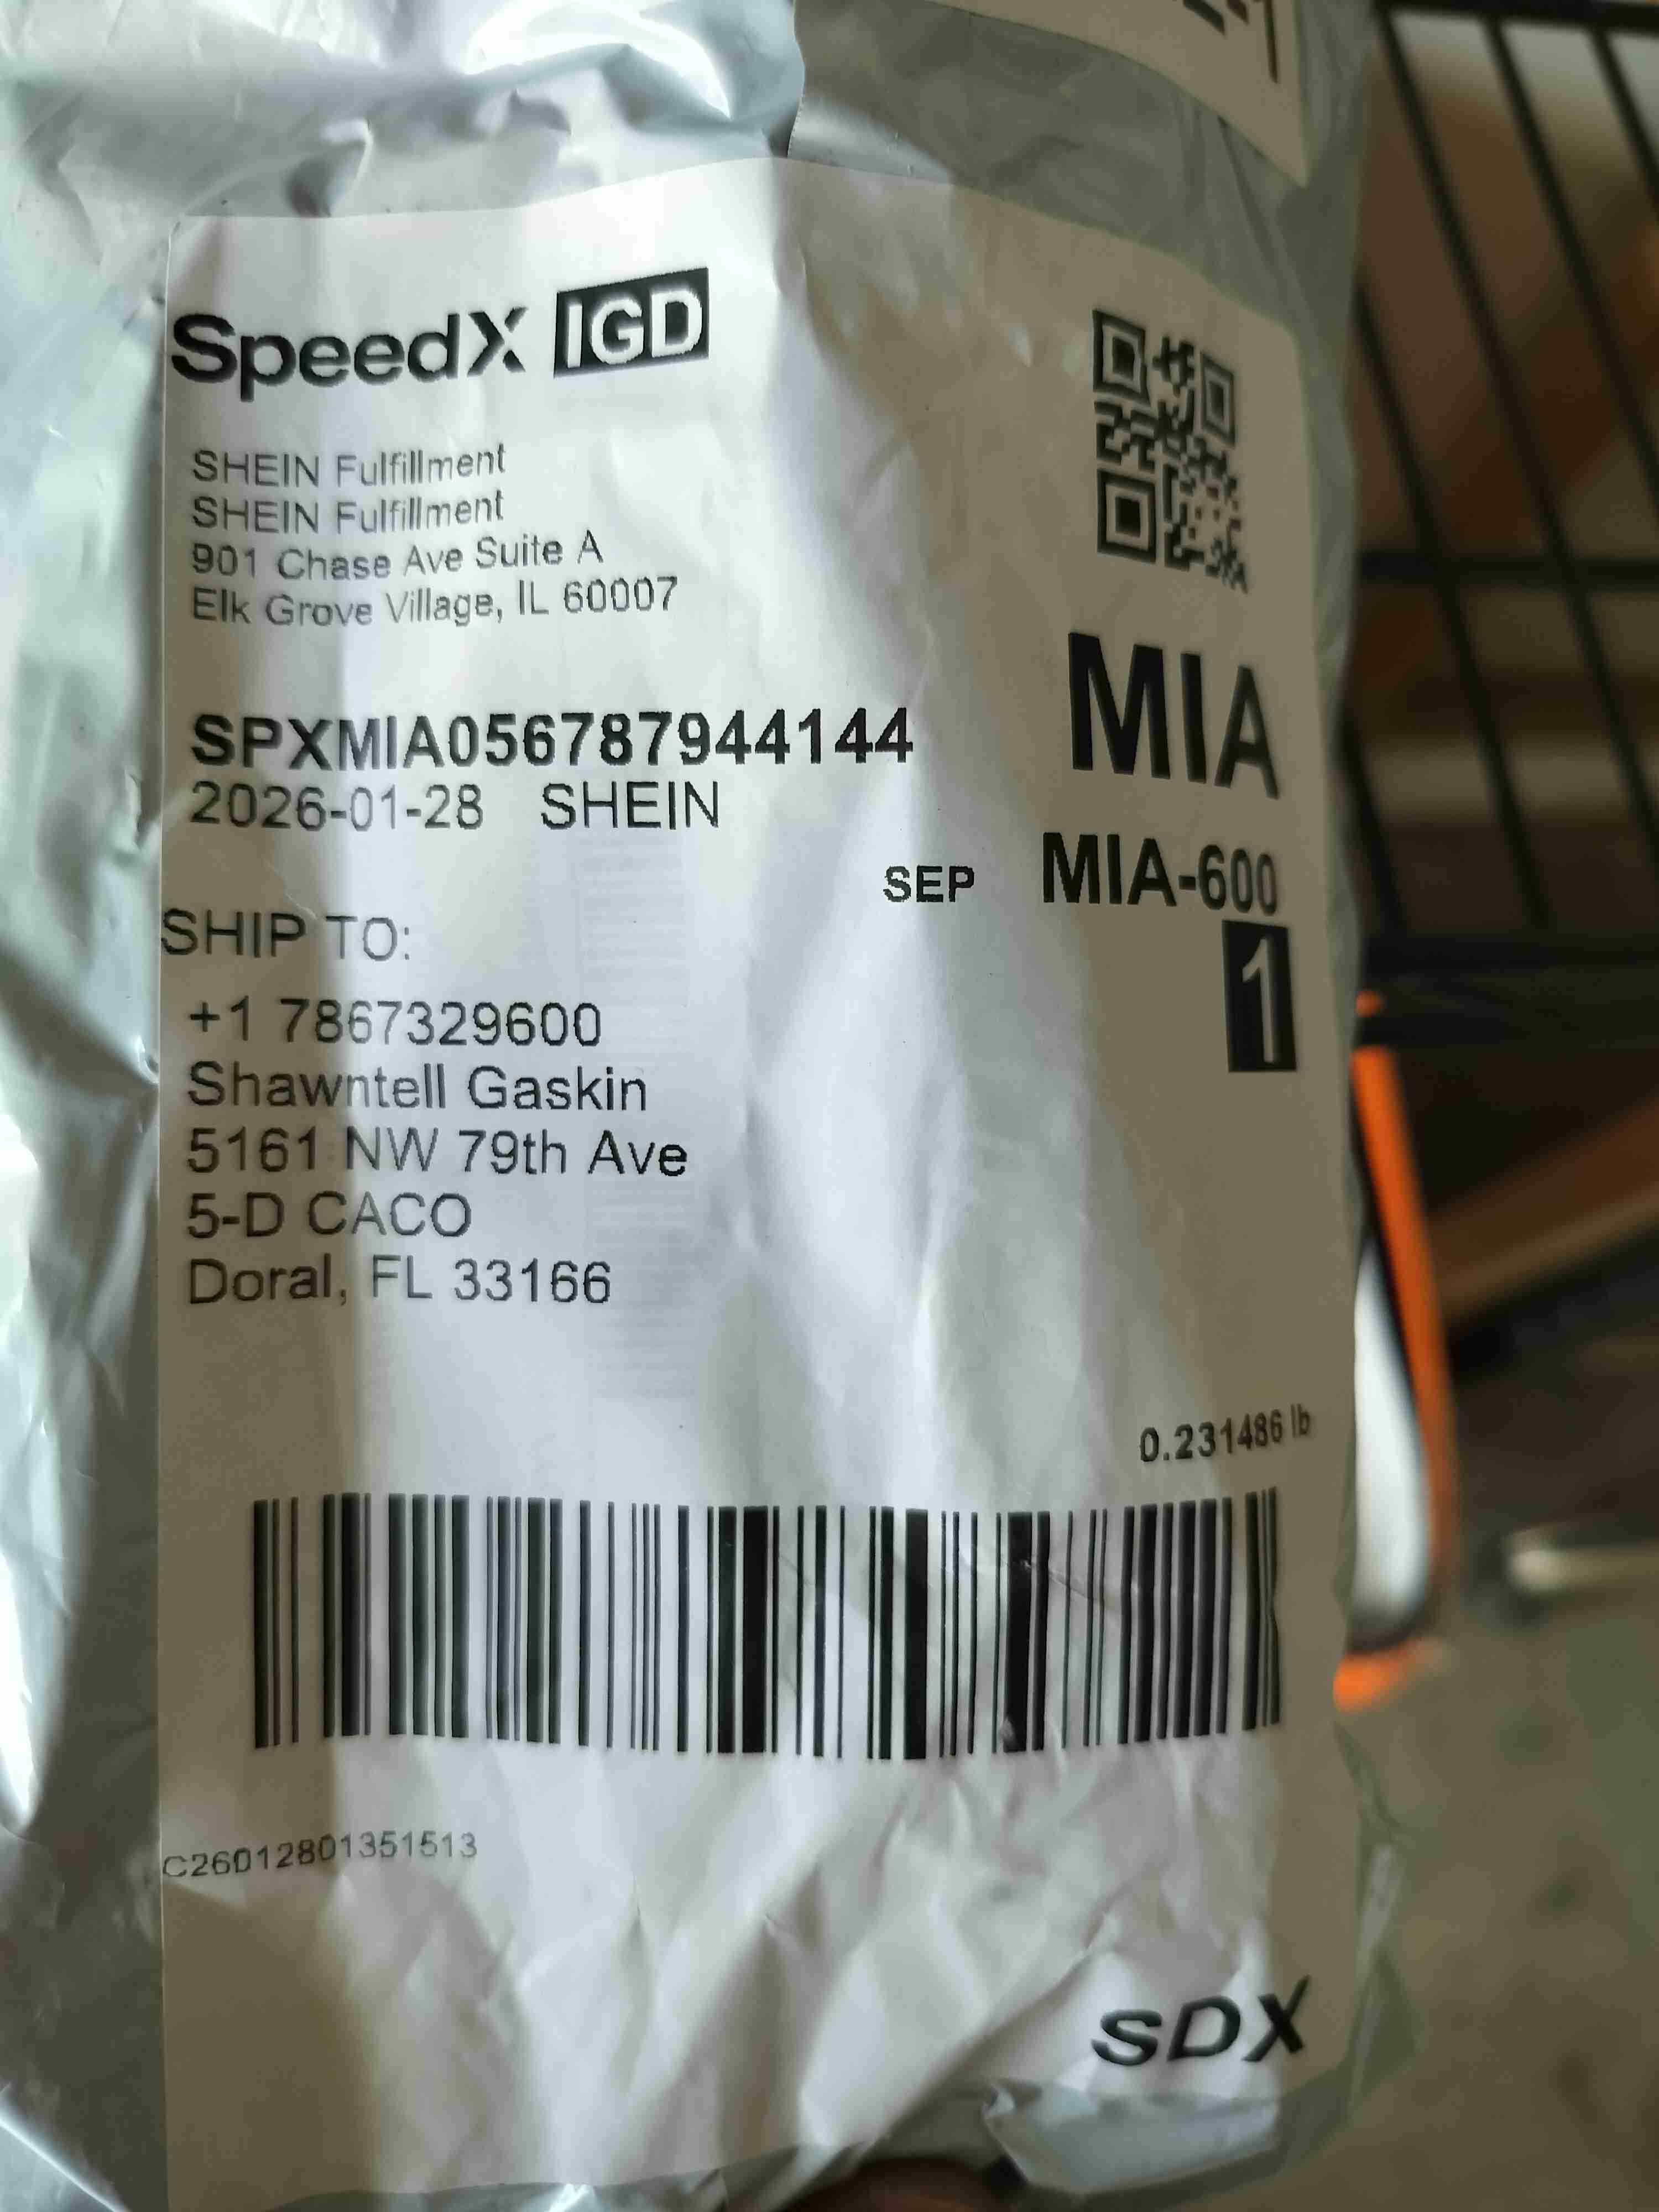 SpeedX IGD
SHEIN Fulfillment
SHEIN Fulfillment
901 Chase Ave Suite A
Elk Grove Village, IL 60007
MIA
SPXMIA056787944144
2026-01-28 SHEIN
SEP MIA-600
1
SHIP TO:
+1 7867329600
Shawntell Gaskin
5161 NW 79th Ave
5-D CACO
Doral, FL 33166
0.231486 lb
C26012801351513
SDX